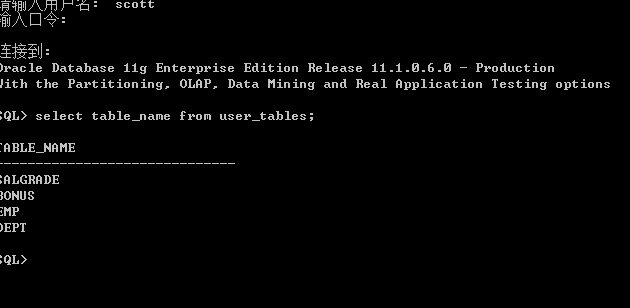 请输入用户名:  scott
输入口令:
连接到:
Oracle Database 11g Enterprise Edition Release 11.1.0.6.0 - Production
With the Partitioning, OLAP, Data Mining and Real Application Testing options
SQL> select table_name from user_tables;
TABLE_NAME
------------------------------
SALGRADE
BONUS
EMP
DEPT
SQL>